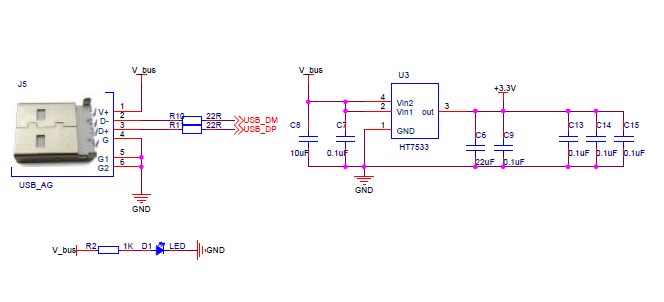 J5
V_bus
1
V+
2
D-
3
D+
4
G
5
G1
6
G2
USB_AG
R10 22R USB_DM
R11 22R USB_DP
GND
V_bus
U3
+3.3V
4
Vin2
2
Vin1 out 3
1
GND
HT7533
C8
10uF
C7
0.1uF
C6
22uF
C9
0.1uF
C13
0.1uF
C14
0.1uF
C15
0.1uF
GND
V_bus R2 1K D1 LED GND